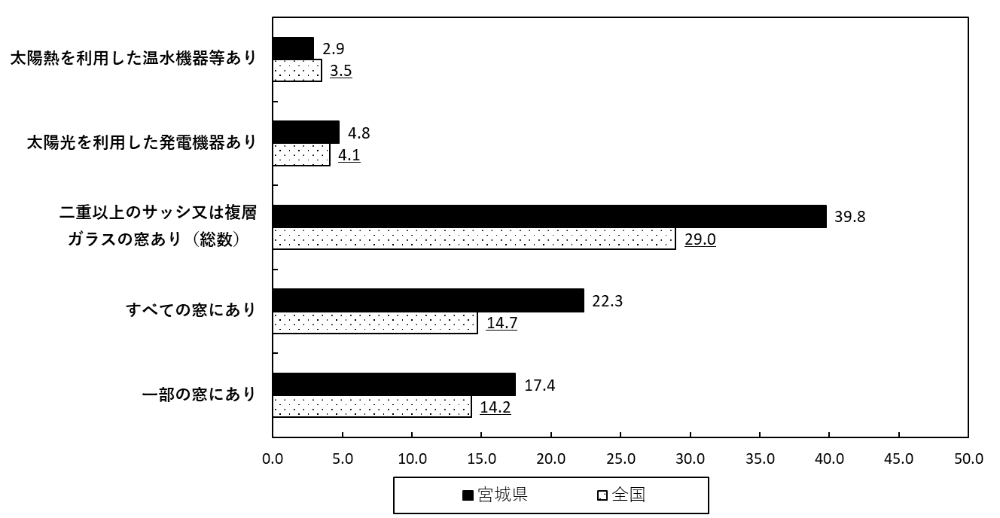 太陽熱を利用した温水機器等あり
2.9
3.5
太陽光を利用した発電機器あり
4.8
4.1
二重以上のサッシ又は複層
ガラスの窓あり（総数）
39.8
29.0
すべての窓にあり
22.3
14.7
一部の窓にあり
17.4
14.2
0.0 5.0 10.0 15.0 20.0 25.0 30.0 35.0 40.0 45.0 50.0
宮城県 全国